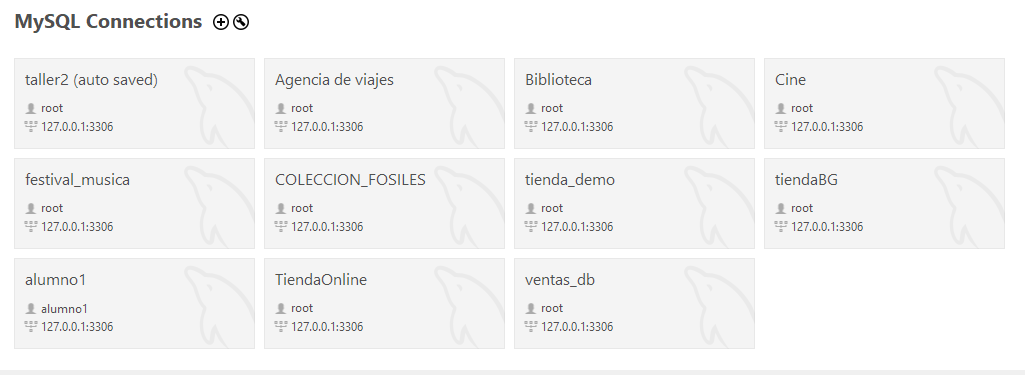 MySQL Connections
taller2 (auto saved)
root
127.0.0.1:3306
Agencia de viajes
root
127.0.0.1:3306
Biblioteca
root
127.0.0.1:3306
Cine
root
127.0.0.1:3306
festival_musica
root
127.0.0.1:3306
COLECCION_FOSILES
root
127.0.0.1:3306
tienda_demo
root
127.0.0.1:3306
tiendaBG
root
127.0.0.1:3306
alumno1
alumno1
127.0.0.1:3306
TiendaOnline
root
127.0.0.1:3306
ventas_db
root
127.0.0.1:3306